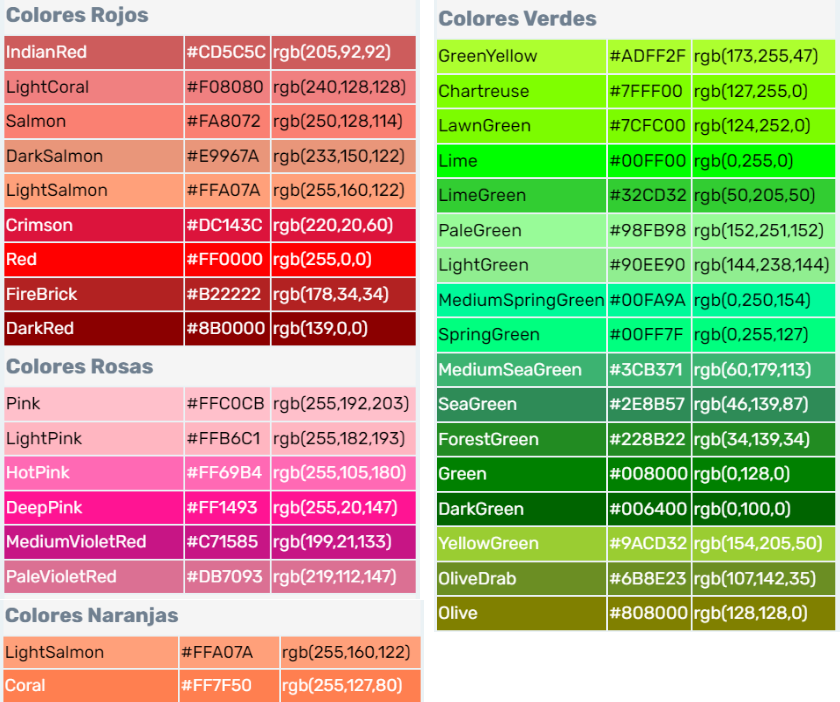 Colores Rojos
IndianRed #CD5C5C rgb(205,92,92)
LightCoral #F08080 rgb(240,128,128)
Salmon #FA8072 rgb(250,128,114)
DarkSalmon #E9967A rgb(233,150,122)
LightSalmon #FFA07A rgb(255,160,122)
Crimson #DC143C rgb(220,20,60)
Red #FF0000 rgb(255,0,0)
FireBrick #B22222 rgb(178,34,34)
DarkRed #8B0000 rgb(139,0,0)
Colores Rosas
Pink #FFC0CB rgb(255,192,203)
LightPink #FFB6C1 rgb(255,182,193)
HotPink #FF69B4 rgb(255,105,180)
DeepPink #FF1493 rgb(255,20,147)
MediumVioletRed #C71585 rgb(199,21,133)
PaleVioletRed #DB7093 rgb(219,112,147)
Colores Naranjas
LightSalmon #FFA07A rgb(255,160,122)
Coral #FF7F50 rgb(255,127,80)
Colores Verdes
GreenYellow #ADFF2F rgb(173,255,47)
Chartreuse #7FFF00 rgb(127,255,0)
LawnGreen #7CFC00 rgb(124,252,0)
Lime #00FF00 rgb(0,255,0)
LimeGreen #32CD32 rgb(50,205,50)
PaleGreen #98FB98 rgb(152,251,152)
LightGreen #90EE90 rgb(144,238,144)
MediumSpringGreen #00FA9A rgb(0,250,154)
SpringGreen #00FF7F rgb(0,255,127)
MediumSeaGreen #3CB371 rgb(60,179,113)
SeaGreen #2E8B57 rgb(46,139,87)
ForestGreen #228B22 rgb(34,139,34)
Green #008000 rgb(0,128,0)
DarkGreen #006400 rgb(0,100,0)
YellowGreen #9ACD32 rgb(154,205,50)
OliveDrab #6B8E23 rgb(107,142,35)
Olive #808000 rgb(128,128,0)